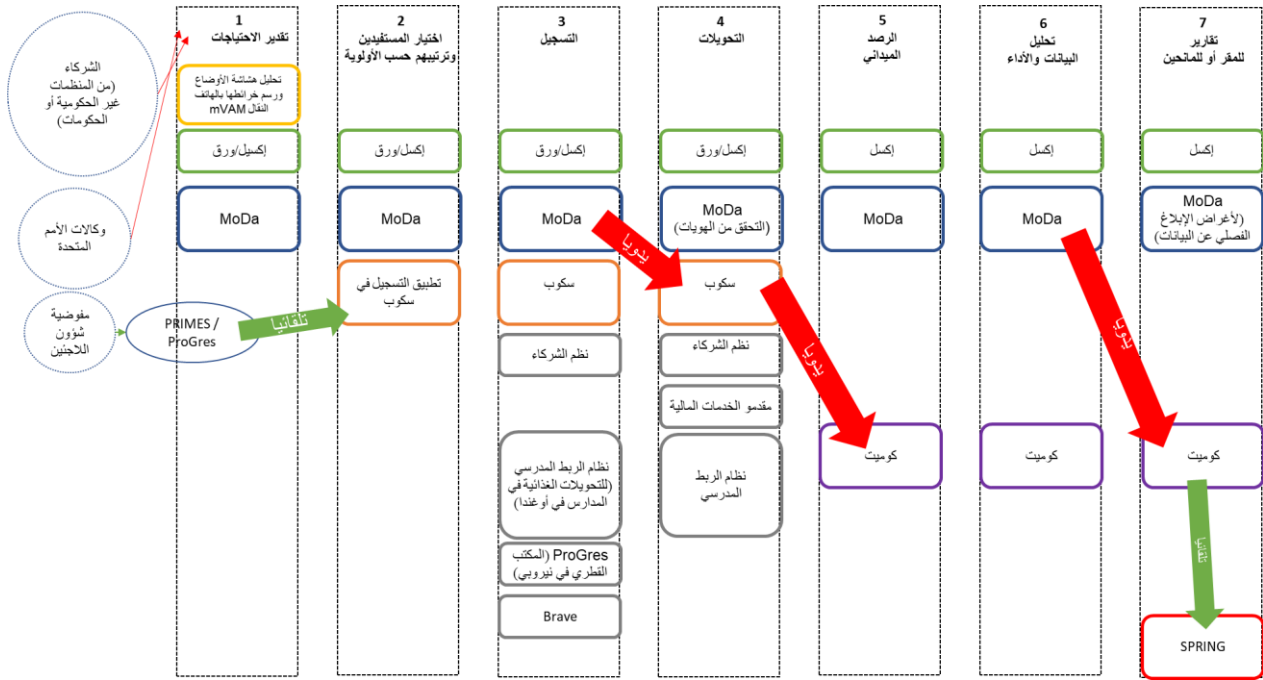 1
تقدير الاحتياجات
2
اختيار المستفيدين
وترتيبهم حسب الأولوية
3
التسجيل
4
التحويلات
5
الرصد
الميداني
6
تحليل
البيانات والأداء
7
تقارير
للمقر أو للمانحين
الشركاء
(من المنظمات
غير الحكومية أو
الحكومات)
تحليل هشاشة الأوضاع
ورسم خرائطها بالهاتف
النقال mVAM
إكسيل/ورق
إكسل/ورق
إكسل/ورق
إكسل/ورق
إكسل
إكسل
إكسل
وكالات الأمم
المتحدة
MoDa
MoDa
MoDa
MoDa
(التحقق من الهويات)
MoDa
MoDa
MoDa
(لأغراض الإبلاغ
الفصلي عن البيانات)
يدويا
مفوضية
شؤون
اللاجئين
PRIMES /
ProGres
تلقائيا
تطبيق التسجيل في
سكوب
سكوب
سكوب
يدويا
يدويا
نظم الشركاء
نظم الشركاء
مقدمو الخدمات المالية
نظام الربط المدرسي
(للتحويلات الغذائية في
المدارس في أوغندا)
نظام الربط
المدرسي
كوميت
كوميت
كوميت
ProGres (المكتب
القطري في نيروبي)
تلقائيا
Brave
SPRING